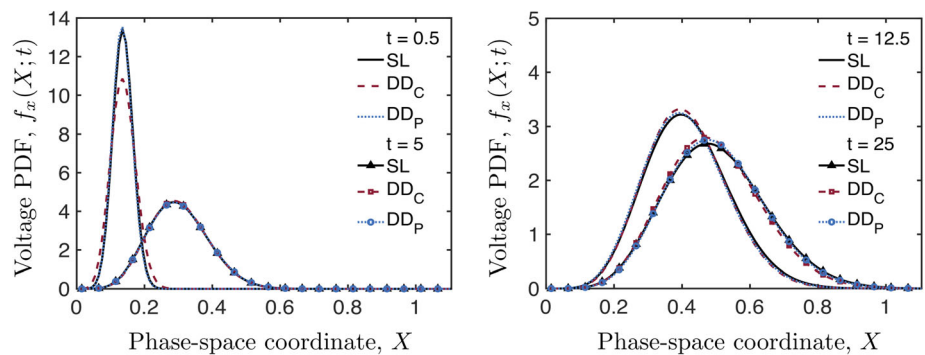 Voltage PDF, f_x(X; t)
14
12
10
8
6
4
2
0
0 0.2 0.4 0.6 0.8 1
Phase-space coordinate, X
t = 0.5
SL
DD_C
DD_P
t = 5
SL
DD_C
DD_P
Voltage PDF, f_x(X; t)
5
4
3
2
1
0
0 0.2 0.4 0.6 0.8 1
Phase-space coordinate, X
t = 12.5
SL
DD_C
DD_P
t = 25
SL
DD_C
DD_P